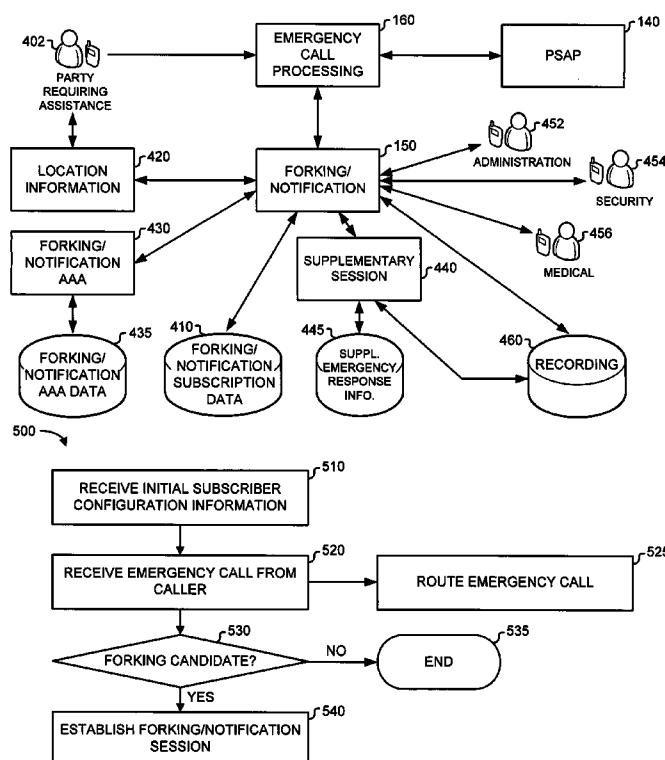 160
140
402
EMERGENCY
CALL
PROCESSING
PSAP
PARTY
REQUIRING
ASSISTANCE
420
150
452
ADMINISTRATION
454
SECURITY
LOCATION
INFORMATION
FORKING/
NOTIFICATION
430
456
MEDICAL
FORKING/
NOTIFICATION
AAA
SUPPLEMENTARY
SESSION
440
435
410
445
460
FORKING/
NOTIFICATION
AAA DATA
FORKING/
NOTIFICATION
SUBSCRIPTION
DATA
SUPPL.
EMERGENCY
RESPONSE
INFO.
RECORDING
500
510
RECEIVE INITIAL SUBSCRIBER
CONFIGURATION INFORMATION
520
525
RECEIVE EMERGENCY CALL FROM
CALLER
ROUTE EMERGENCY CALL
530
535
FORKING CANDIDATE?
NO
END
YES
540
ESTABLISH FORKING/NOTIFICATION
SESSION